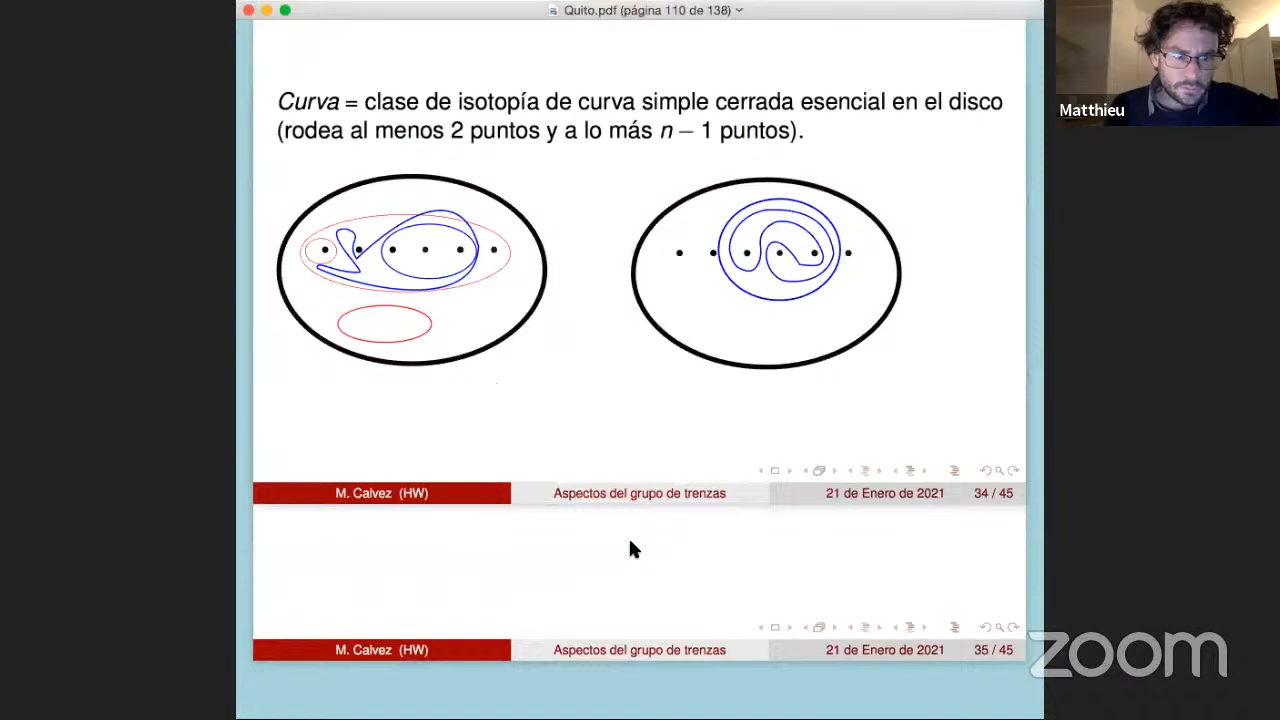 Quito.pdf (página 110 de 138)
Matthieu
Curva = clase de isotopía de curva simple cerrada esencial en el disco
(rodea al menos 2 puntos y a lo más n – 1 puntos).
M. Calvez (HW) Aspectos del grupo de trenzas 21 de Enero de 2021 34 / 45
M. Calvez (HW) Aspectos del grupo de trenzas 21 de Enero de 2021 35 / 45
zoom